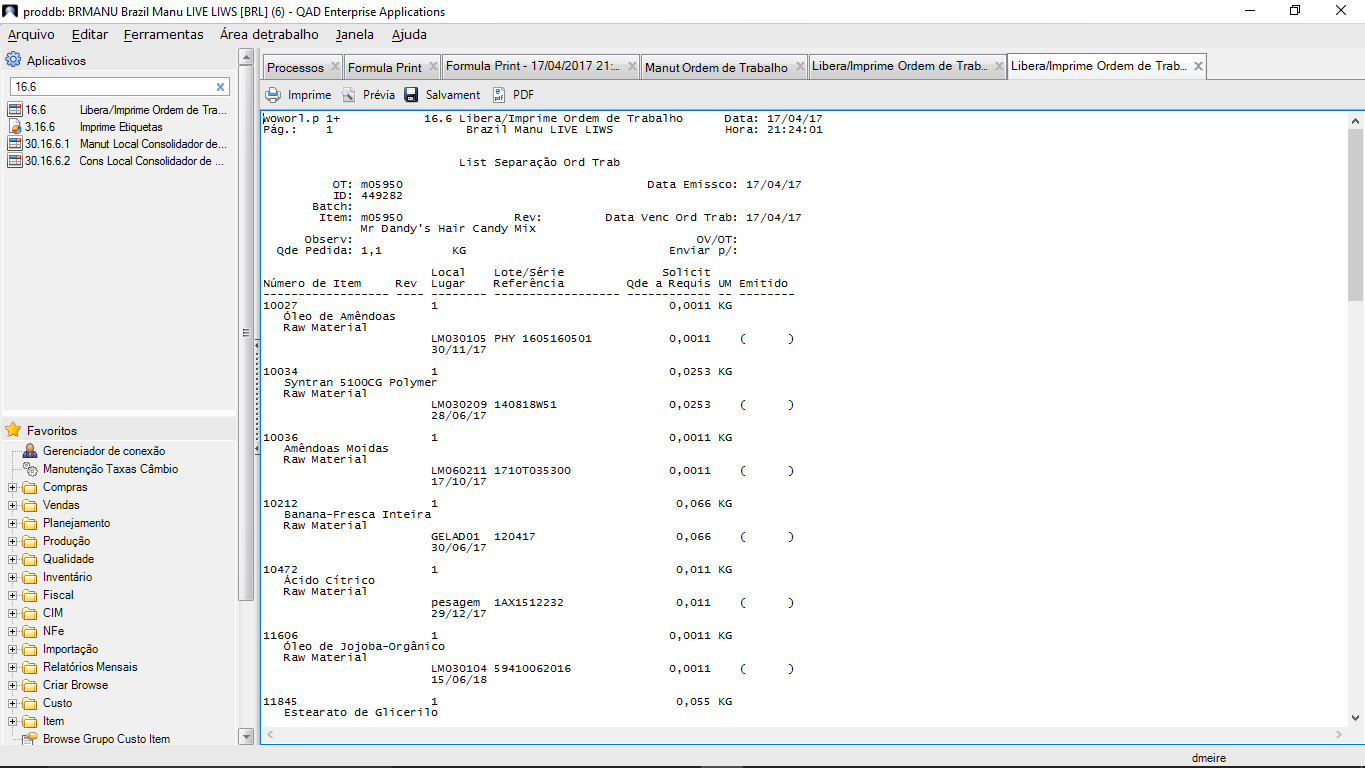 proddb: BRMANU Brazil Manu LIVE LIWS [BRL] (6) - QAD Enterprise Applications
Arquivo Editar Ferramentas Área de trabalho Janela Ajuda
Aplicativos
16.6
16.6 Libera/Imprime Ordem de Tra...
3.16.6 Imprime Etiquetas
30.16.6.1 Manut Local Consolidador de...
30.16.6.2 Cons Local Consolidador de ...
Favoritos
Gerenciador de conexão
Manutenção Taxas Câmbio
Compras
Vendas
Planejamento
Produção
Qualidade
Inventário
Fiscal
CIM
NFe
Importação
Relatórios Mensais
Criar Browse
Custo
Item
Browse Grupo Custo Item
Processos Formula Print Formula Print - 17/04/2017 21:... Manut Ordem de Trabalho Libera/Imprime Ordem de Trab... Libera/Imprime Ordem de Trab...
Imprime Prévia Salvament PDF
woworl.p 1+ 16.6 Libera/Imprime Ordem de Trabalho Data: 17/04/17
Pág.: 1 Brazil Manu LIVE LIWS Hora: 21:24:01
List Separação Ord Trab
OT: m05950 Data Emissco: 17/04/17
ID: 449282
Batch:
Item: m05950 Rev: Data Venc Ord Trab: 17/04/17
Mr Dandy's Hair Candy Mix
Observ: OV/OT:
Qde Pedida: 1,1 KG Enviar p/:
Local Lote/Série Solicit
Número de Item Rev Lugar Referência Qde a Requis UM Emitido
------------------ ---- -------- ------------------ ------------ -- --------
10027 1 0,0011 KG
Óleo de Amêndoas
Raw Material
LM030105 PHY 1605160501 0,0011 ( )
30/11/17
10034 1 0,0253 KG
Syntran 5100CG Polymer
Raw Material
LM030209 140818W51 0,0253 ( )
28/06/17
10036 1 0,0011 KG
Amêndoas Moidas
Raw Material
LM060211 1710T035300 0,0011 ( )
17/10/17
10212 1 0,066 KG
Banana-Fresca Inteira
Raw Material
GELAD01 120417 0,066 ( )
30/06/17
10472 1 0,011 KG
Ácido Cítrico
Raw Material
pesagem 1AX1512232 0,011 ( )
29/12/17
11606 1 0,0011 KG
Óleo de Jojoba-Orgânico
Raw Material
LM030104 59410062016 0,0011 ( )
15/06/18
11845 1 0,055 KG
Estearato de Glicerilo
dmeire